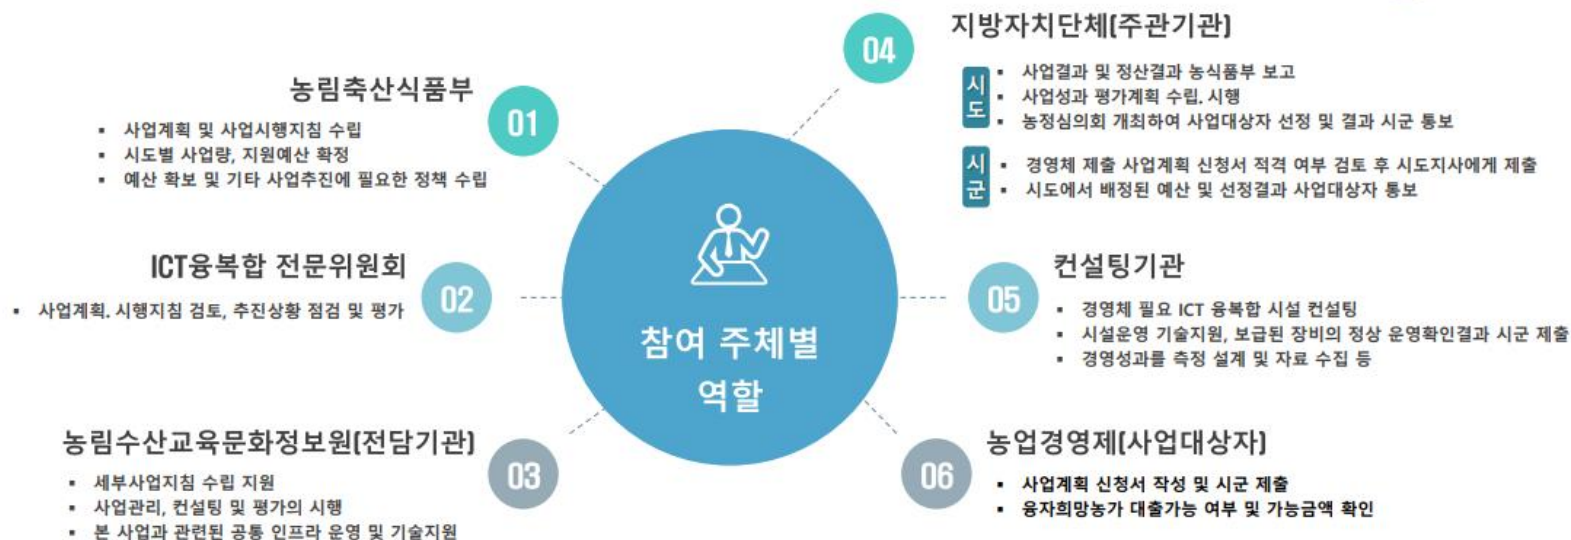 농림축산식품부
01
▪ 사업계획 및 사업시행지침 수립
▪ 시도별 사업량, 지원예산 확정
▪ 예산 확보 및 기타 사업추진에 필요한 정책 수립
ICT융복합 전문위원회
02
▪ 사업계획. 시행지침 검토, 추진상황 점검 및 평가
농림수산교육문화정보원(전담기관)
03
▪ 세부사업지침 수립 지원
▪ 사업관리, 컨설팅 및 평가의 시행
▪ 본 사업과 관련된 공통 인프라 운영 및 기술지원
참여 주체별
역할
04
지방자치단체(주관기관)
시도
▪ 사업결과 및 정산결과 농식품부 보고
▪ 사업성과 평가계획 수립. 시행
▪ 농정심의회 개최하여 사업대상자 선정 및 결과 시군 통보
시군
▪ 경영체 제출 사업계획 신청서 적격 여부 검토 후 시도지사에게 제출
▪ 시도에서 배정된 예산 및 선정결과 사업대상자 통보
05
컨설팅기관
▪ 경영체 필요 ICT 융복합 시설 컨설팅
▪ 시설운영 기술지원, 보급된 장비의 정상 운영확인결과 시군 제출
▪ 경영성과를 측정 설계 및 자료 수집 등
06
농업경영제(사업대상자)
▪ 사업계획 신청서 작성 및 시군 제출
▪ 융자희망농가 대출가능 여부 및 가능금액 확인